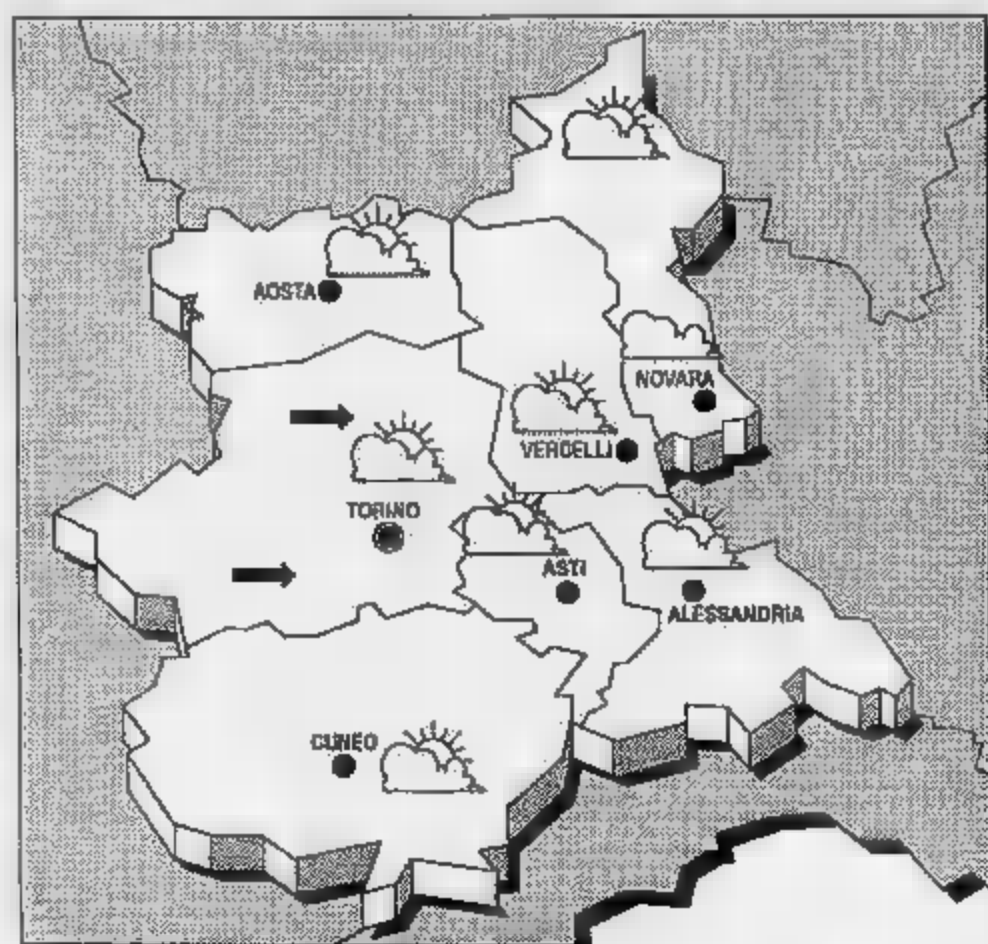 AOSTA
NOVARA
VERCELLI
TORINO
ASTI
ALESSANDRIA
CUNEO